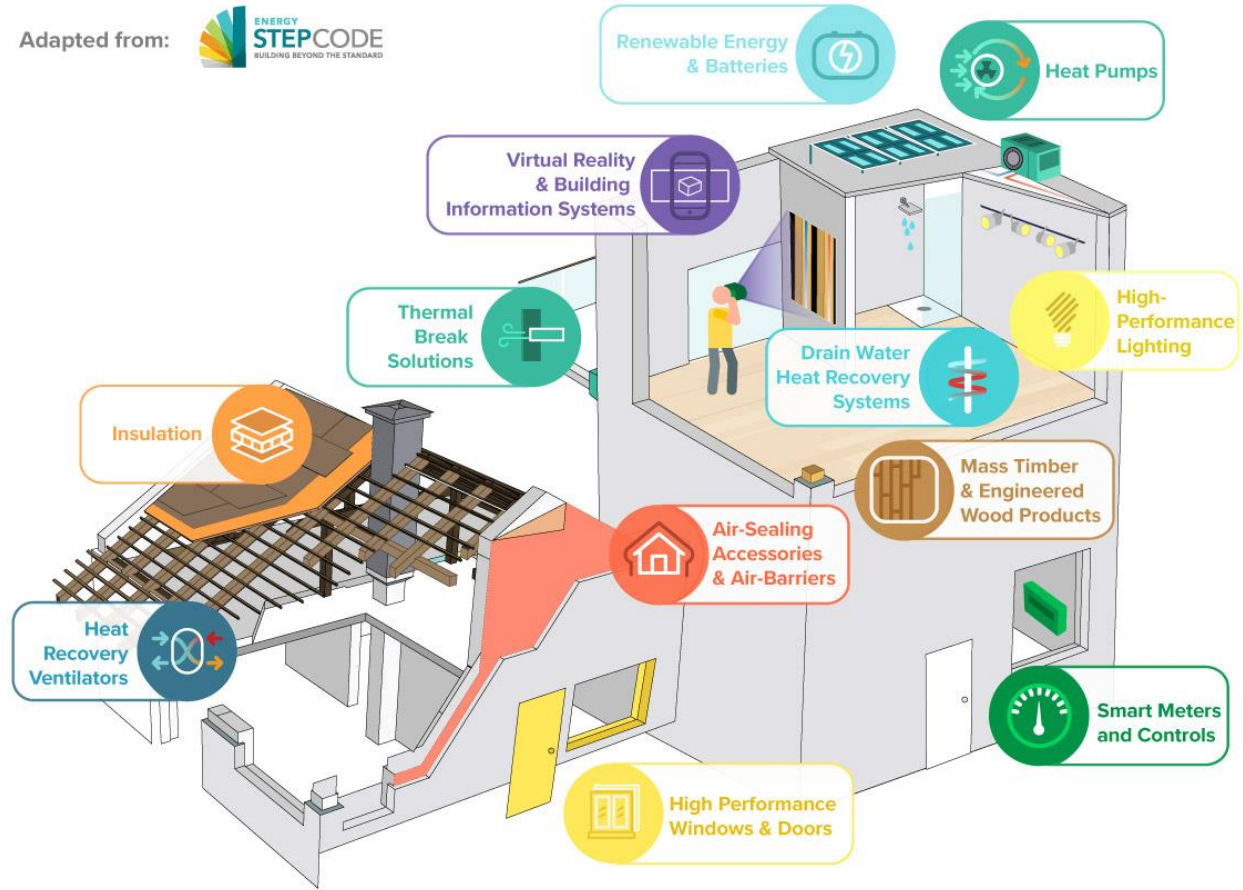 Adapted from:
ENERGY
STEPCODE
BUILDING BEYOND THE STANDARD
Renewable Energy
& Batteries
Heat Pumps
Virtual Reality
& Building
Information Systems
Thermal
Break
Solutions
High-
Performance
Lighting
Drain Water
Heat Recovery
Systems
Insulation
Mass Timber
& Engineered
Wood Products
Air-Sealing
Accessories
& Air-Barriers
Heat
Recovery
Ventilators
Smart Meters
and Controls
High Performance
Windows & Doors